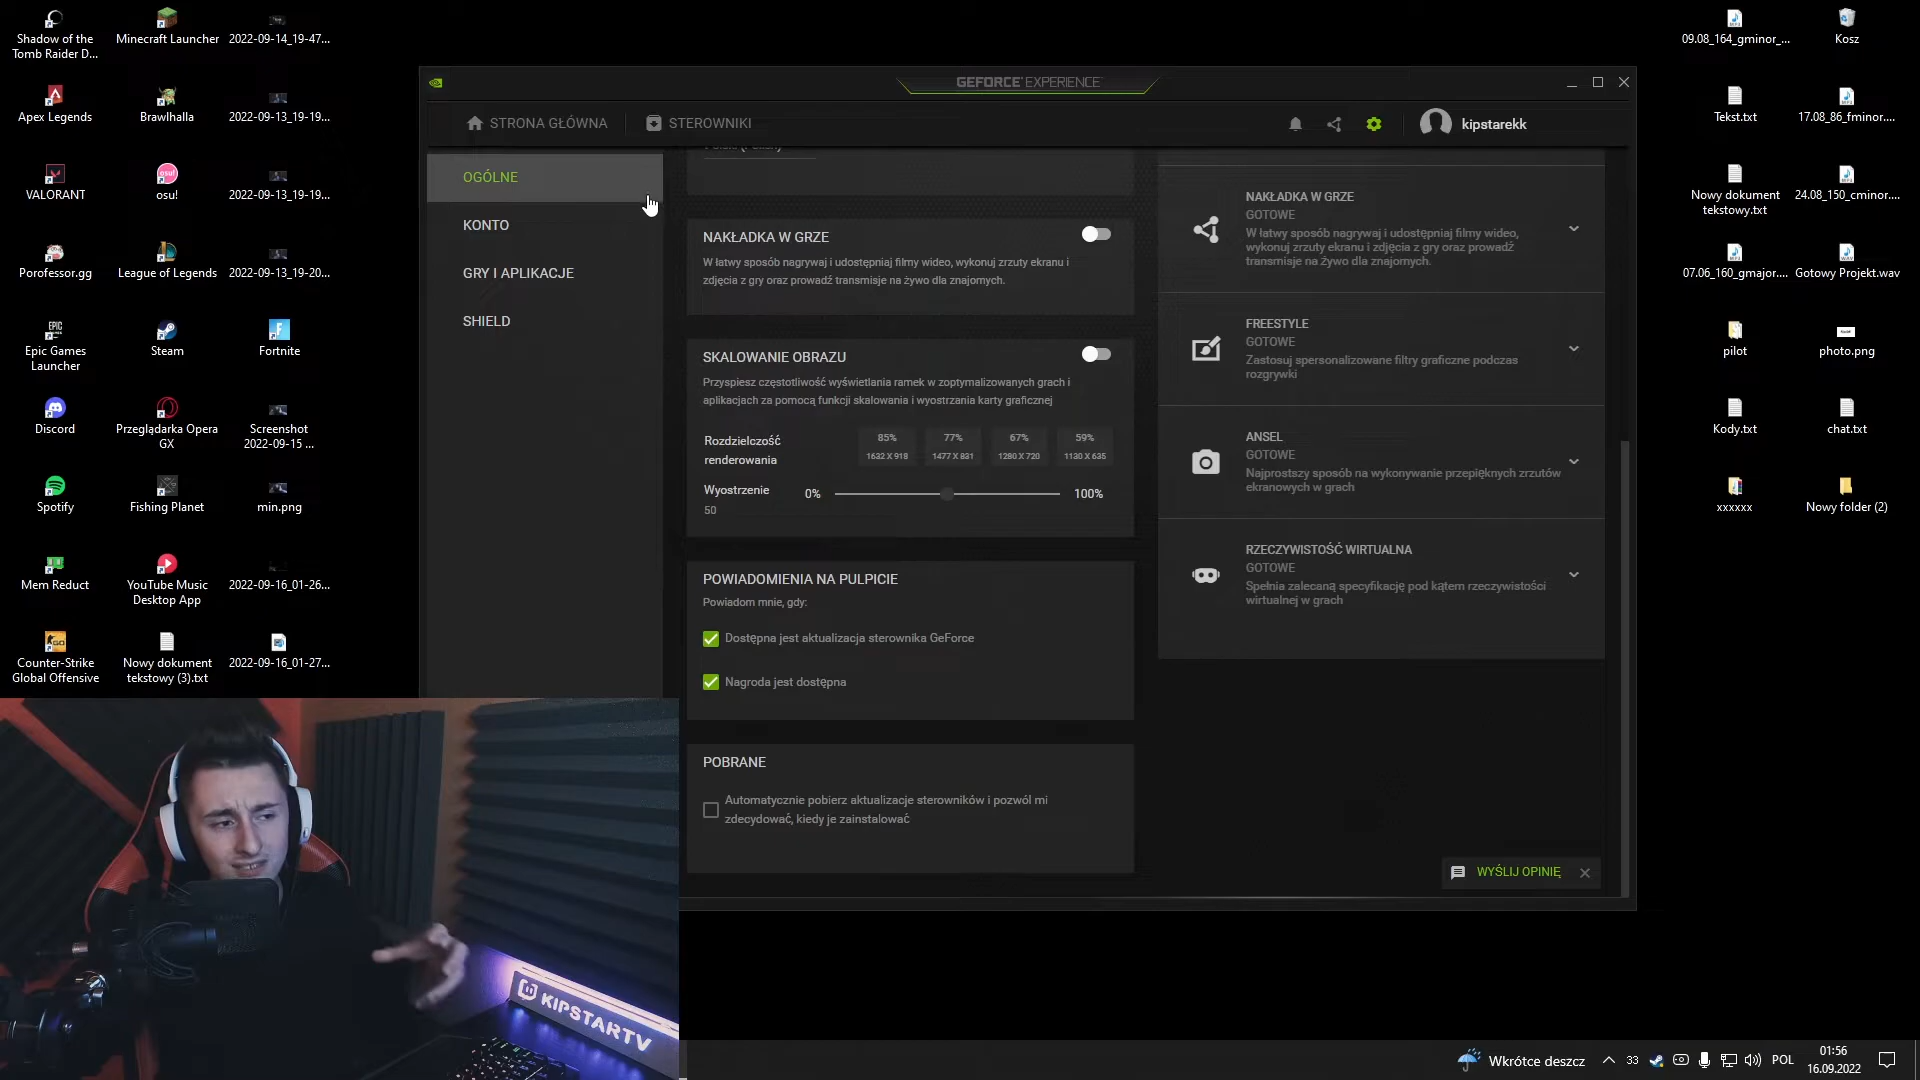 Shadow of the
Tomb Raider D...
Minecraft Launcher
2022-09-14_19-47...
Apex Legends
Brawlhalla
2022-09-13_19-19...
VALORANT
osu!
2022-09-13_19-19...
Porofessor.gg
League of Legends
2022-09-13_19-20...
EPIC
GAMES
Epic Games
Launcher
Steam
Fortnite
Discord
Przeglądarka Opera
GX
Screenshot
2022-09-15 ...
Spotify
Fishing Planet
min.png
Mem Reduct
YouTube Music
Desktop App
2022-09-16_01-26...
Counter-Strike
Global Offensive
Nowy dokument
tekstowy (3).txt
2022-09-16_01-27...
GEFORCE EXPERIENCE
STRONA GŁÓWNA
STEROWNIKI
kipstarekk
OGÓLNE
KONTO
GRY I APLIKACJE
SHIELD
NAKŁADKA W GRZE
W łatwy sposób nagrywaj i udostępniaj filmy wideo, wykonuj zrzuty ekranu i
zdjęcia z gry oraz prowadź transmisje na żywo dla znajomych.
SKALOWANIE OBRAZU
Przyspiesz częstotliwość wyświetlania ramek w zoptymalizowanych grach i
aplikacjach za pomocą funkcji skalowania i wyostrzania karty graficznej
Rozdzielczość
renderowania
85%
1632 X 918
77%
1477 X 831
67%
1280 X 720
59%
1130 X 635
Wyostrzenie
50
0%
100%
POWIADOMIENIA NA PULPICIE
Powiadom mnie, gdy:
Dostępna jest aktualizacja sterownika GeForce
Nagroda jest dostępna
POBRANE
Automatycznie pobierz aktualizacje sterowników i pozwól mi
zdecydować, kiedy je zainstalować
NAKŁADKA W GRZE
GOTOWE
W łatwy sposób nagrywaj i udostępniaj filmy wideo,
wykonuj zrzuty ekranu i zdjęcia z gry oraz prowadź
transmisje na żywo dla znajomych.
FREESTYLE
GOTOWE
Zastosuj spersonalizowane filtry graficzne podczas
rozgrywki
ANSEL
GOTOWE
Najprostszy sposób na wykonywanie przepięknych zrzutów
ekranowych w grach
RZECZYWISTOŚĆ WIRTUALNA
GOTOWE
Spełnia zalecaną specyfikację pod kątem rzeczywistości
wirtualnej w grach
WYŚLIJ OPINIĘ
09.08_164_gminor_...
Kosz
Tekst.txt
17.08_86_fminor....
Nowy dokument
tekstowy.txt
24.08_150_cminor....
07.06_160_gmajor....
Gotowy Projekt.wav
pilot
photo.png
Kody.txt
chat.txt
xxxxxx
Nowy folder (2)
KIPSTARTV
Wkrótce deszcz
33
POL
01:56
16.09.2022